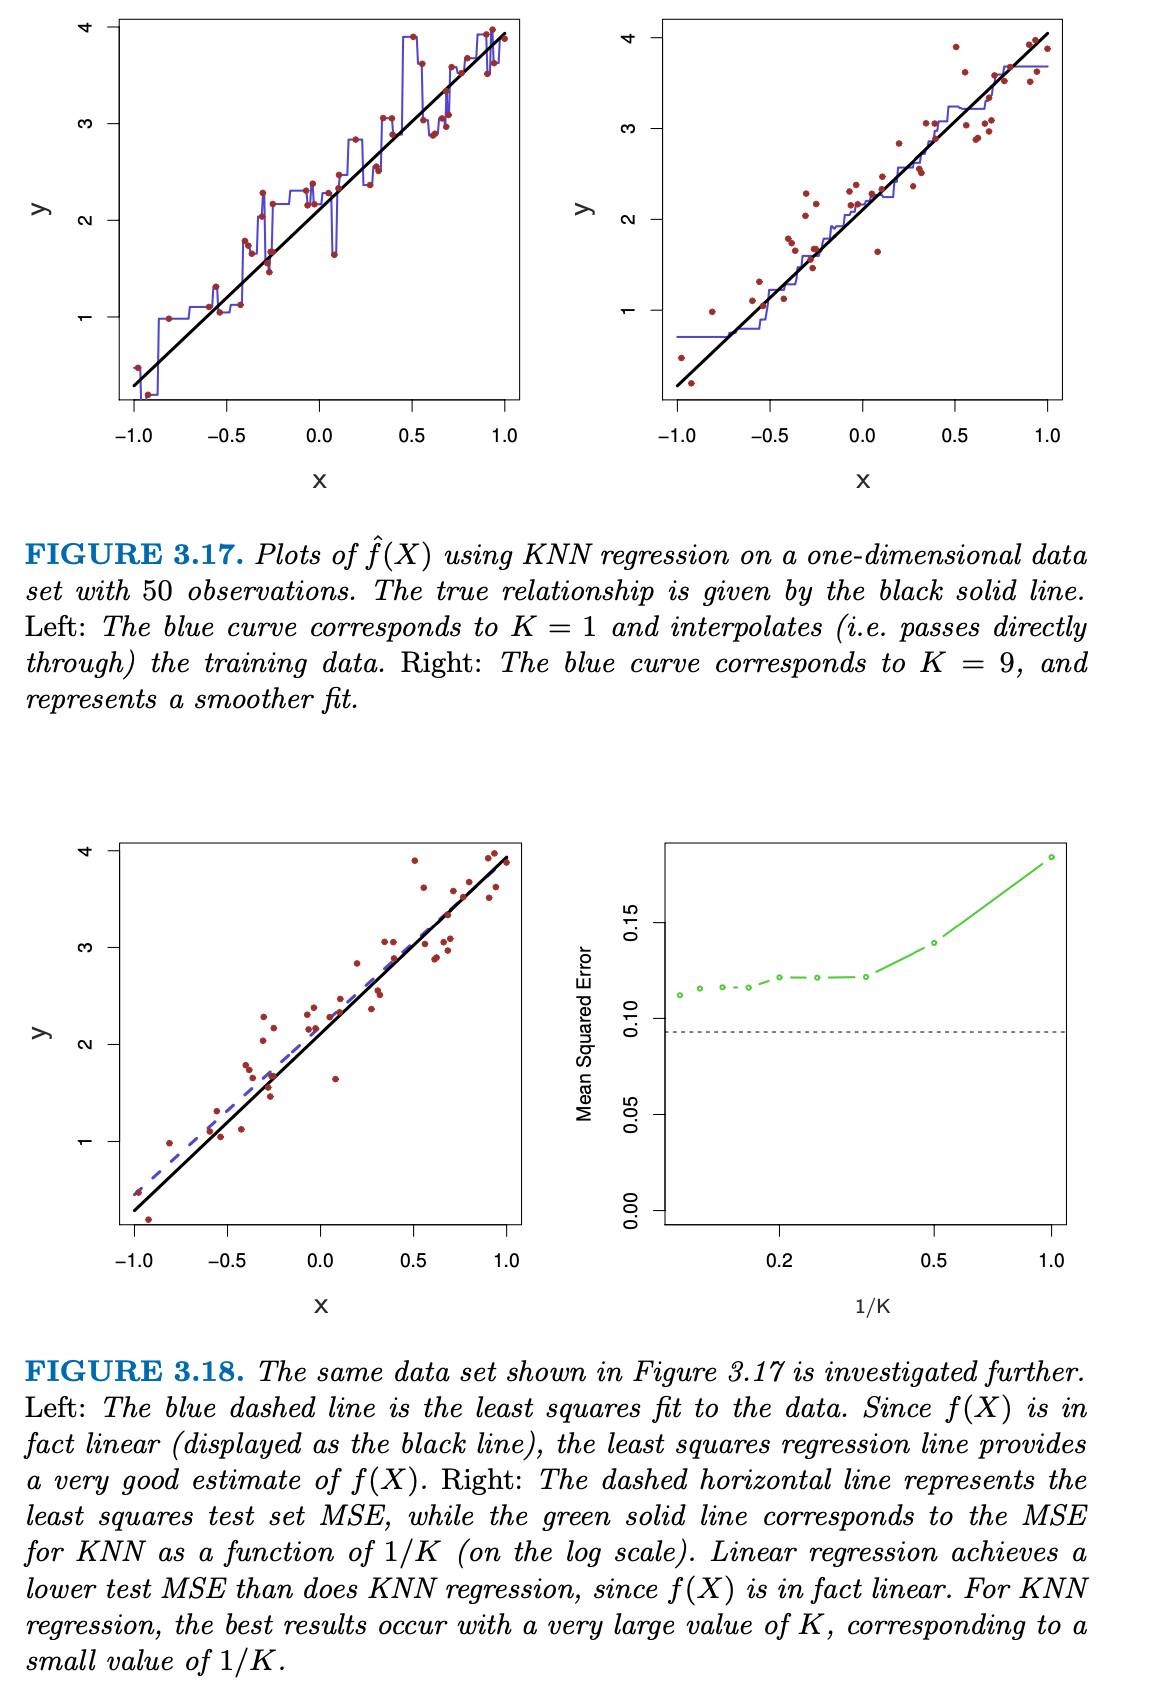 4
3
2
1
y
−1.0 −0.5 0.0 0.5 1.0
x
4
3
2
1
y
−1.0 −0.5 0.0 0.5 1.0
x
FIGURE 3.17. Plots of f̂(X) using KNN regression on a one-dimensional data
set with 50 observations. The true relationship is given by the black solid line.
Left: The blue curve corresponds to K = 1 and interpolates (i.e. passes directly
through) the training data. Right: The blue curve corresponds to K = 9, and
represents a smoother fit.
4
3
2
1
y
−1.0 −0.5 0.0 0.5 1.0
x
0.15
0.10
0.05
0.00
Mean Squared Error
0.2 0.5 1.0
1/K
FIGURE 3.18. The same data set shown in Figure 3.17 is investigated further.
Left: The blue dashed line is the least squares fit to the data. Since f(X) is in
fact linear (displayed as the black line), the least squares regression line provides
a very good estimate of f(X). Right: The dashed horizontal line represents the
least squares test set MSE, while the green solid line corresponds to the MSE
for KNN as a function of 1/K (on the log scale). Linear regression achieves a
lower test MSE than does KNN regression, since f(X) is in fact linear. For KNN
regression, the best results occur with a very large value of K, corresponding to a
small value of 1/K.